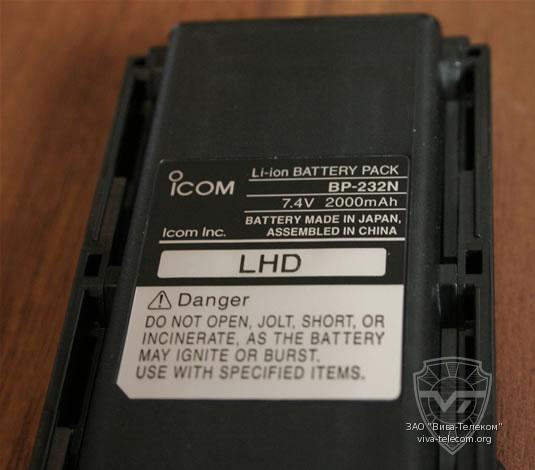 Li-ion BATTERY PACK
ICOM
BP-232N
7.4V 2000mAh
BATTERY MADE IN JAPAN,
ASSEMBLED IN CHINA
Icom Inc.
LHD
Danger
DO NOT OPEN, JOLT, SHORT, OR
INCINERATE, AS THE BATTERY
MAY IGNITE OR BURST.
USE WITH SPECIFIED ITEMS.
ЗАО "Вива-Телеком"
viva-telecom.org